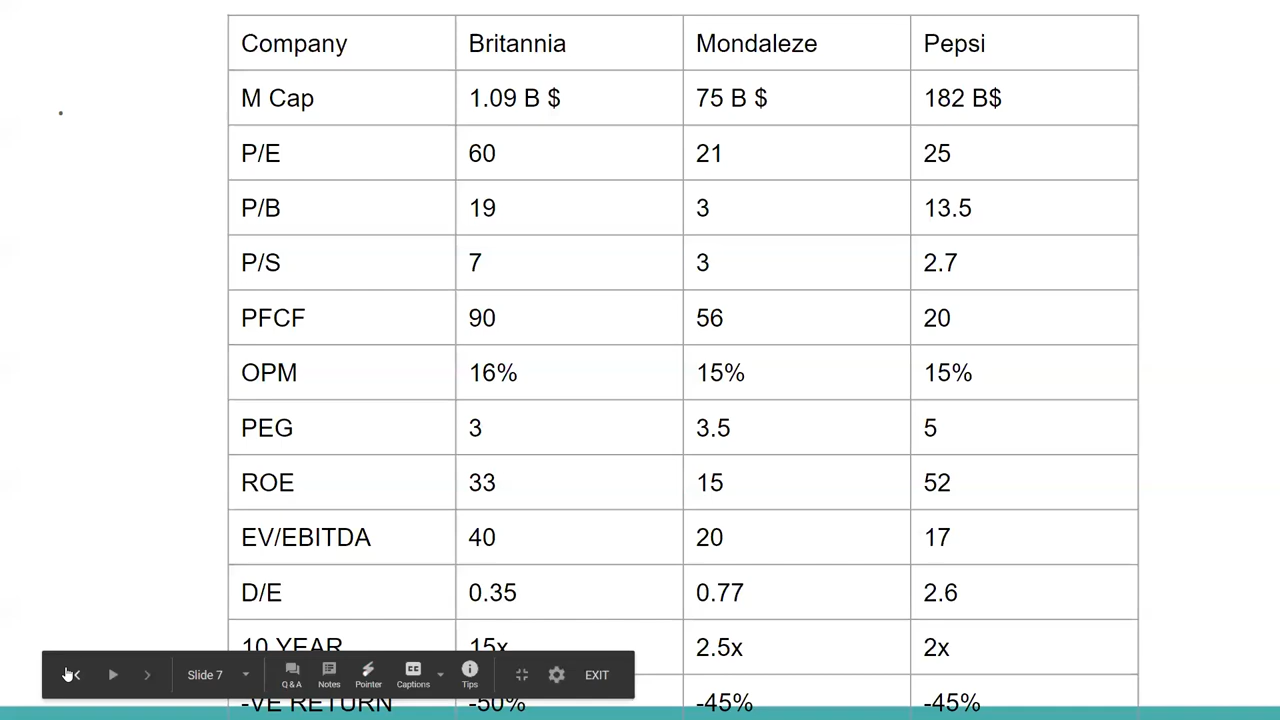 Company Britannia Mondaleze Pepsi
M Cap 1.09 B $ 75 B $ 182 B$
P/E 60 21 25
P/B 19 3 13.5
P/S 7 3 2.7
PFCF 90 56 20
OPM 16% 15% 15%
PEG 3 3.5 5
ROE 33 15 52
EV/EBITDA 40 20 17
D/E 0.35 0.77 2.6
10 YEAR 15x 2.5x 2x
-VE RETURN -50% -45% -45%
Slide 7 Q & A Notes Pointer CC Captions Tips EXIT